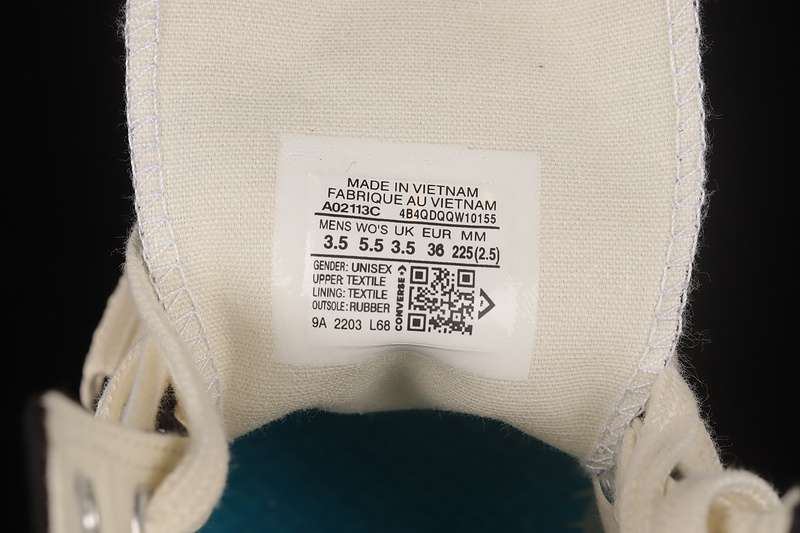 MADE IN VIETNAM
FABRIQUE AU VIETNAM
A02113C 4B4QDQQW10155
MENS WO'S UK EUR MM
3.5 5.5 3.5 36 225(2.5)
GENDER: UNISEX
UPPER: TEXTILE
LINING: TEXTILE
OUTSOLE: RUBBER
9A 2203 L68
CONVERSE